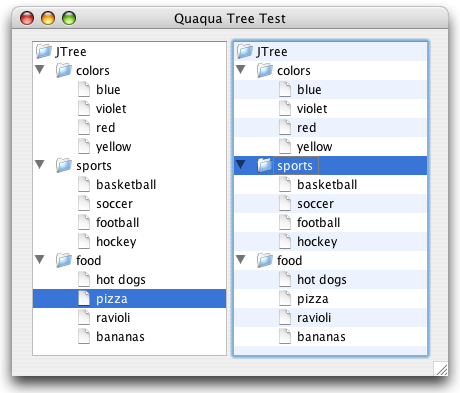 Quaqua Tree Test
JTree
colors
blue
violet
red
yellow
sports
basketball
soccer
football
hockey
food
hot dogs
pizza
ravioli
bananas
JTree
colors
blue
violet
red
yellow
sports
basketball
soccer
football
hockey
food
hot dogs
pizza
ravioli
bananas